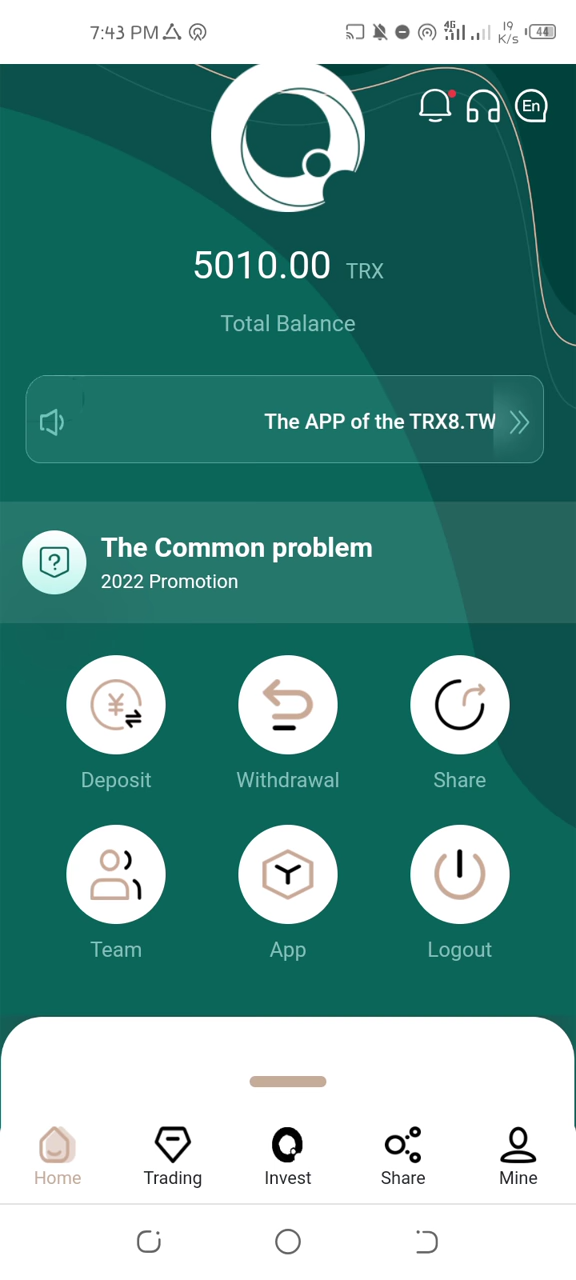 7:43 PM
4G
19
K/s
44
En
5010.00 TRX
Total Balance
The APP of the TRX8.TW
The Common problem
2022 Promotion
Deposit
Withdrawal
Share
Team
App
Logout
Home
Trading
Invest
Share
Mine